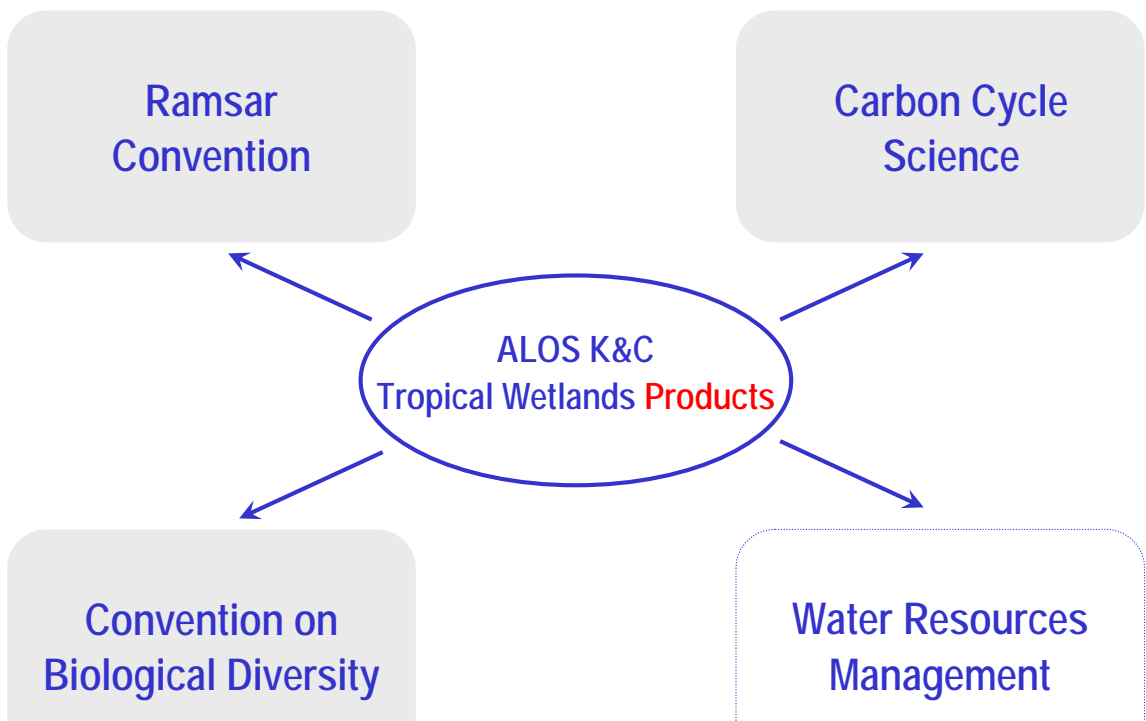 Ramsar
Convention
Carbon Cycle
Science
ALOS K&C
Tropical Wetlands Products
Convention on
Biological Diversity
Water Resources
Management